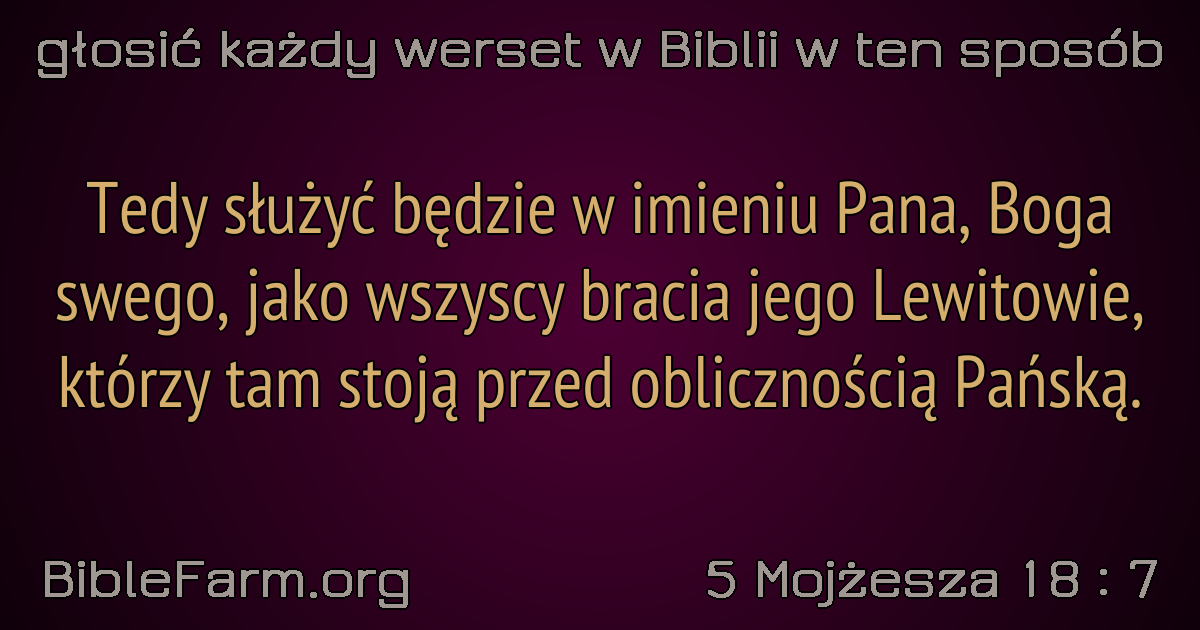 głosić każdy werset w Biblii w ten sposób
Tedy służyć będzie w imieniu Pana, Boga
swego, jako wszyscy bracia jego Lewitowie,
którzy tam stoją przed oblicznością Pańską.
BibleFarm.org
5 Mojżesza 18 : 7